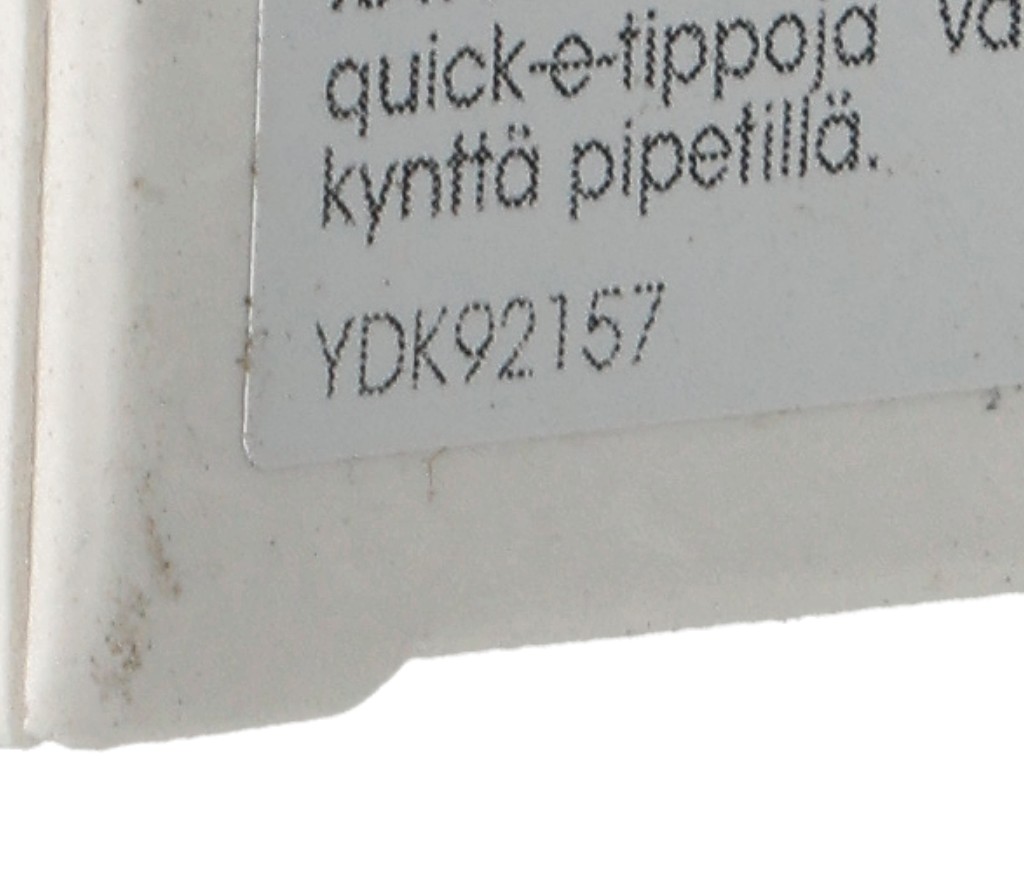 quick-e-tippoja
kynttä pipetillä.
YDK92157